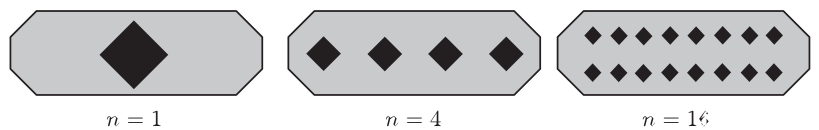 n = 1
n = 4
n = 16